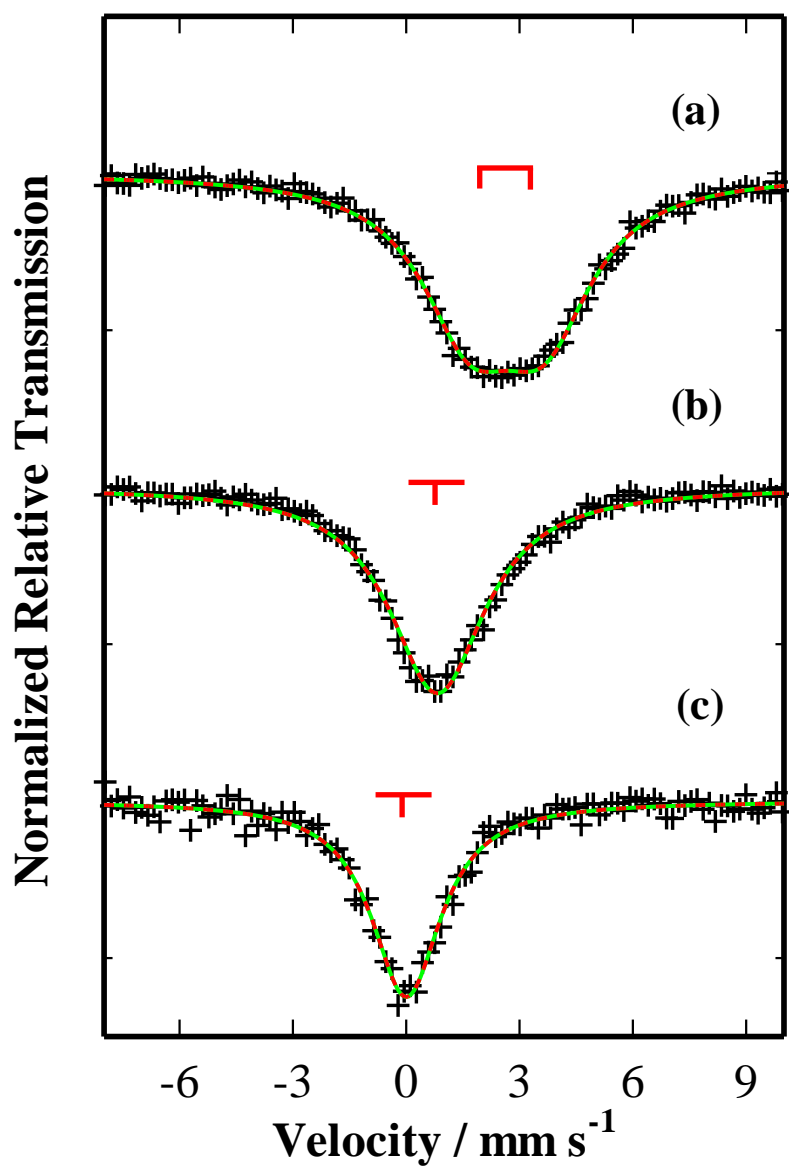 Normalized Relative Transmission
(a)
(b)
(c)
-6 -3 0 3 6 9
Velocity / mm s⁻¹